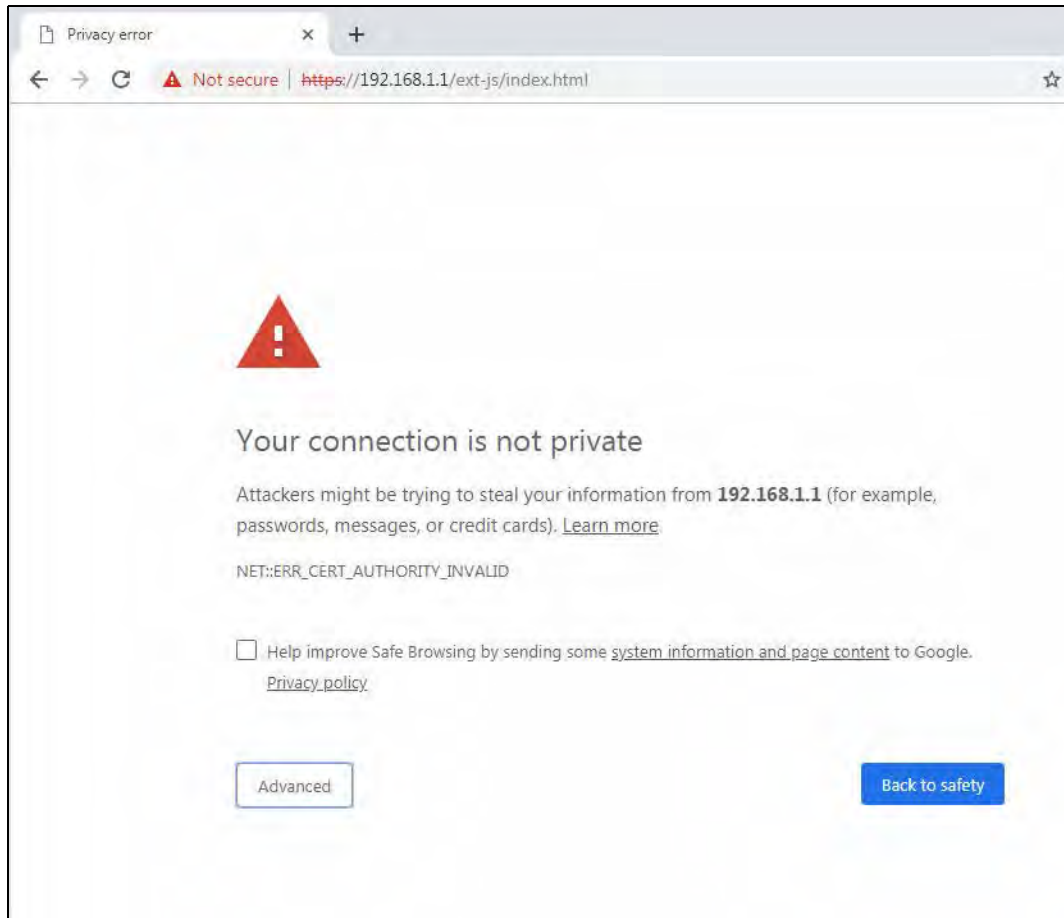 Privacy error
Not secure | https://192.168.1.1/ext-js/index.html
Your connection is not private
Attackers might be trying to steal your information from 192.168.1.1 (for example,
passwords, messages, or credit cards). Learn more
NET::ERR_CERT_AUTHORITY_INVALID
Help improve Safe Browsing by sending some system information and page content to Google.
Privacy policy
Advanced
Back to safety